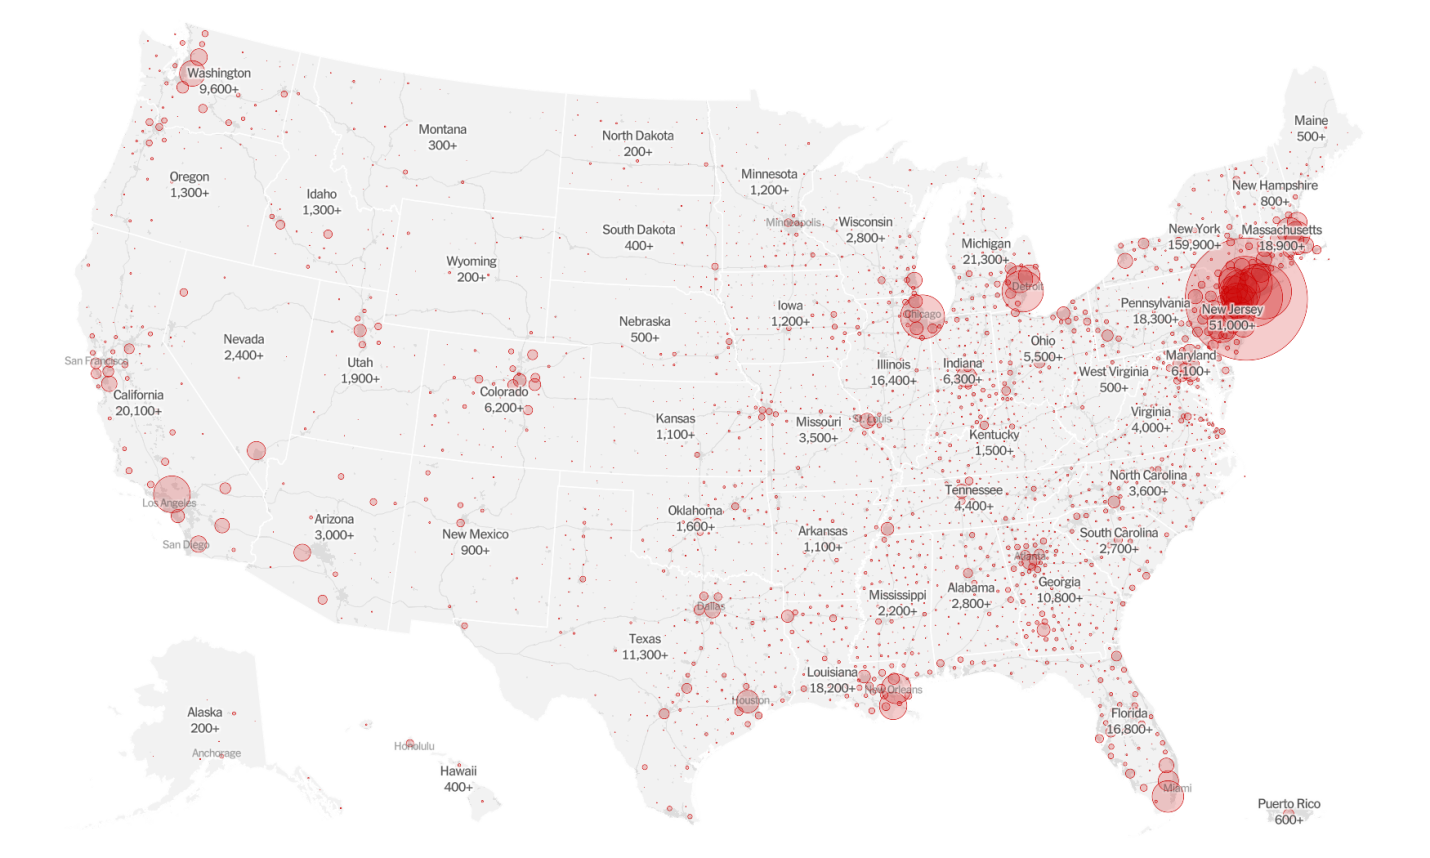 Washington
9,600+
Montana
300+
North Dakota
200+
Minnesota
1,200+
Maine
500+
Oregon
1,300+
Idaho
1,300+
Minneapolis
Wisconsin
2,800+
New Hampshire
800+
South Dakota
400+
Michigan
21,300+
New York
159,900+
Massachusetts
18,900+
Wyoming
200+
Detroit
Iowa
1,200+
Chicago
Pennsylvania
18,300+
New Jersey
51,000+
Nebraska
500+
Nevada
2,400+
Utah
1,900+
San Francisco
California
20,100+
Colorado
6,200+
Illinois
16,400+
Indiana
6,300+
Ohio
5,500+
West Virginia
500+
Maryland
6,100+
Kansas
1,100+
Missouri
3,500+
St. Louis
Kentucky
1,500+
Virginia
4,000+
Los Angeles
San Diego
Arizona
3,000+
New Mexico
900+
Oklahoma
1,600+
Arkansas
1,100+
Tennessee
4,400+
North Carolina
3,600+
South Carolina
2,700+
Atlanta
Georgia
10,800+
Alabama
2,800+
Mississippi
2,200+
Dallas
Texas
11,300+
Houston
Louisiana
18,200+
New Orleans
Florida
16,800+
Miami
Alaska
200+
Anchorage
Honolulu
Hawaii
400+
Puerto Rico
600+